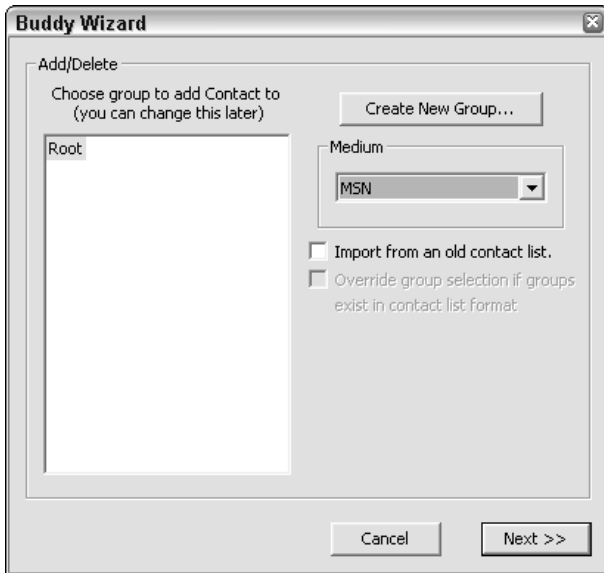 Buddy Wizard
Add/Delete
Choose group to add Contact to
(you can change this later)
Root
Create New Group...
Medium
MSN
Import from an old contact list.
Override group selection if groups
exist in contact list format
Cancel
Next >>